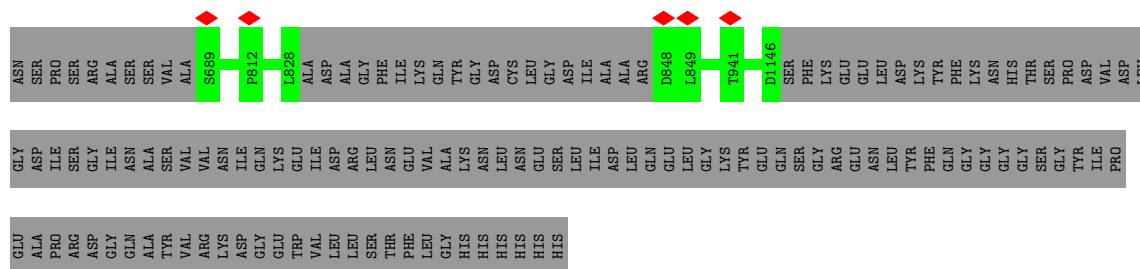 ASN SER PRO SER ARG ALA SER SER VAL ALA S689 P812 L828 ALA ASP ALA GLY PHE ILE LYS GLN TYR GLY ASP CYS LEU GLY ASP ILE ALA ALA ARG D848 L849 T941 D1146 SER PHE LYS GLU GLU LEU ASP LYS TYR PHE LYS ASN HIS THR SER PRO ASP VAL ASP LEU
GLY ASP ILE SER GLY ILE ASN ALA SER VAL VAL ASN ILE GLN LYS GLU ILE ASP ARG LEU ASN GLU VAL ALA LYS ASN LEU ASN GLU SER LEU ILE ASP LEU GLN GLU LEU GLY LYS TYR GLU GLN SER GLY ARG GLU ASN LEU TYR PHE GLN GLY GLY GLY GLY SER GLY TYR ILE PRO
GLU ALA PRO ARG ASP GLY GLN ALA TYR VAL ARG LYS ASP GLY GLU TRP VAL LEU LEU SER THR PHE LEU GLY HIS HIS HIS HIS HIS HIS